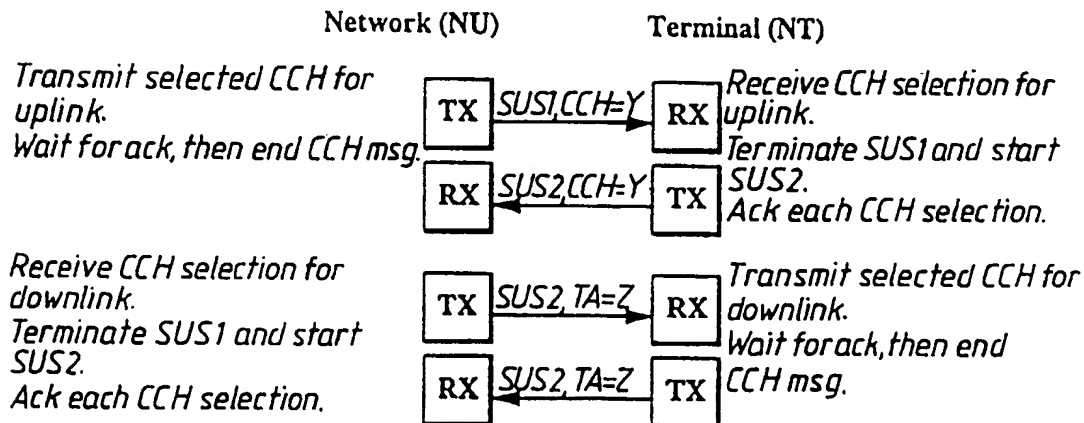 Network (NU)
Terminal (NT)
Transmit selected CCH for
uplink.
Wait for ack, then end CCH msg.
TX
SUS1,CCH=Y
RX
Receive CCH selection for
uplink.
Terminate SUS1 and start
SUS2.
Ack each CCH selection.
RX
SUS2,CCH=Y
TX
Receive CCH selection for
downlink.
Terminate SUS1 and start
SUS2.
Ack each CCH selection.
TX
SUS2, TA=Z
RX
Transmit selected CCH for
downlink.
Wait for ack, then end
CCH msg.
RX
SUS2, TA=Z
TX